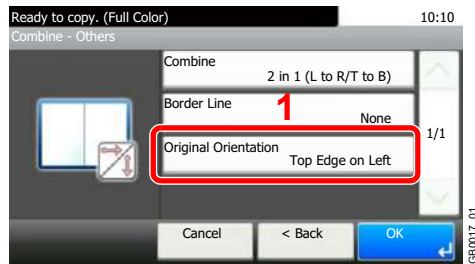 Ready to copy. (Full Color)
10:10
Combine - Others
Combine
2 in 1 (L to R/T to B)
Border Line
1
None
1/1
Original Orientation
Top Edge on Left
Cancel
< Back
OK
GB0017_01